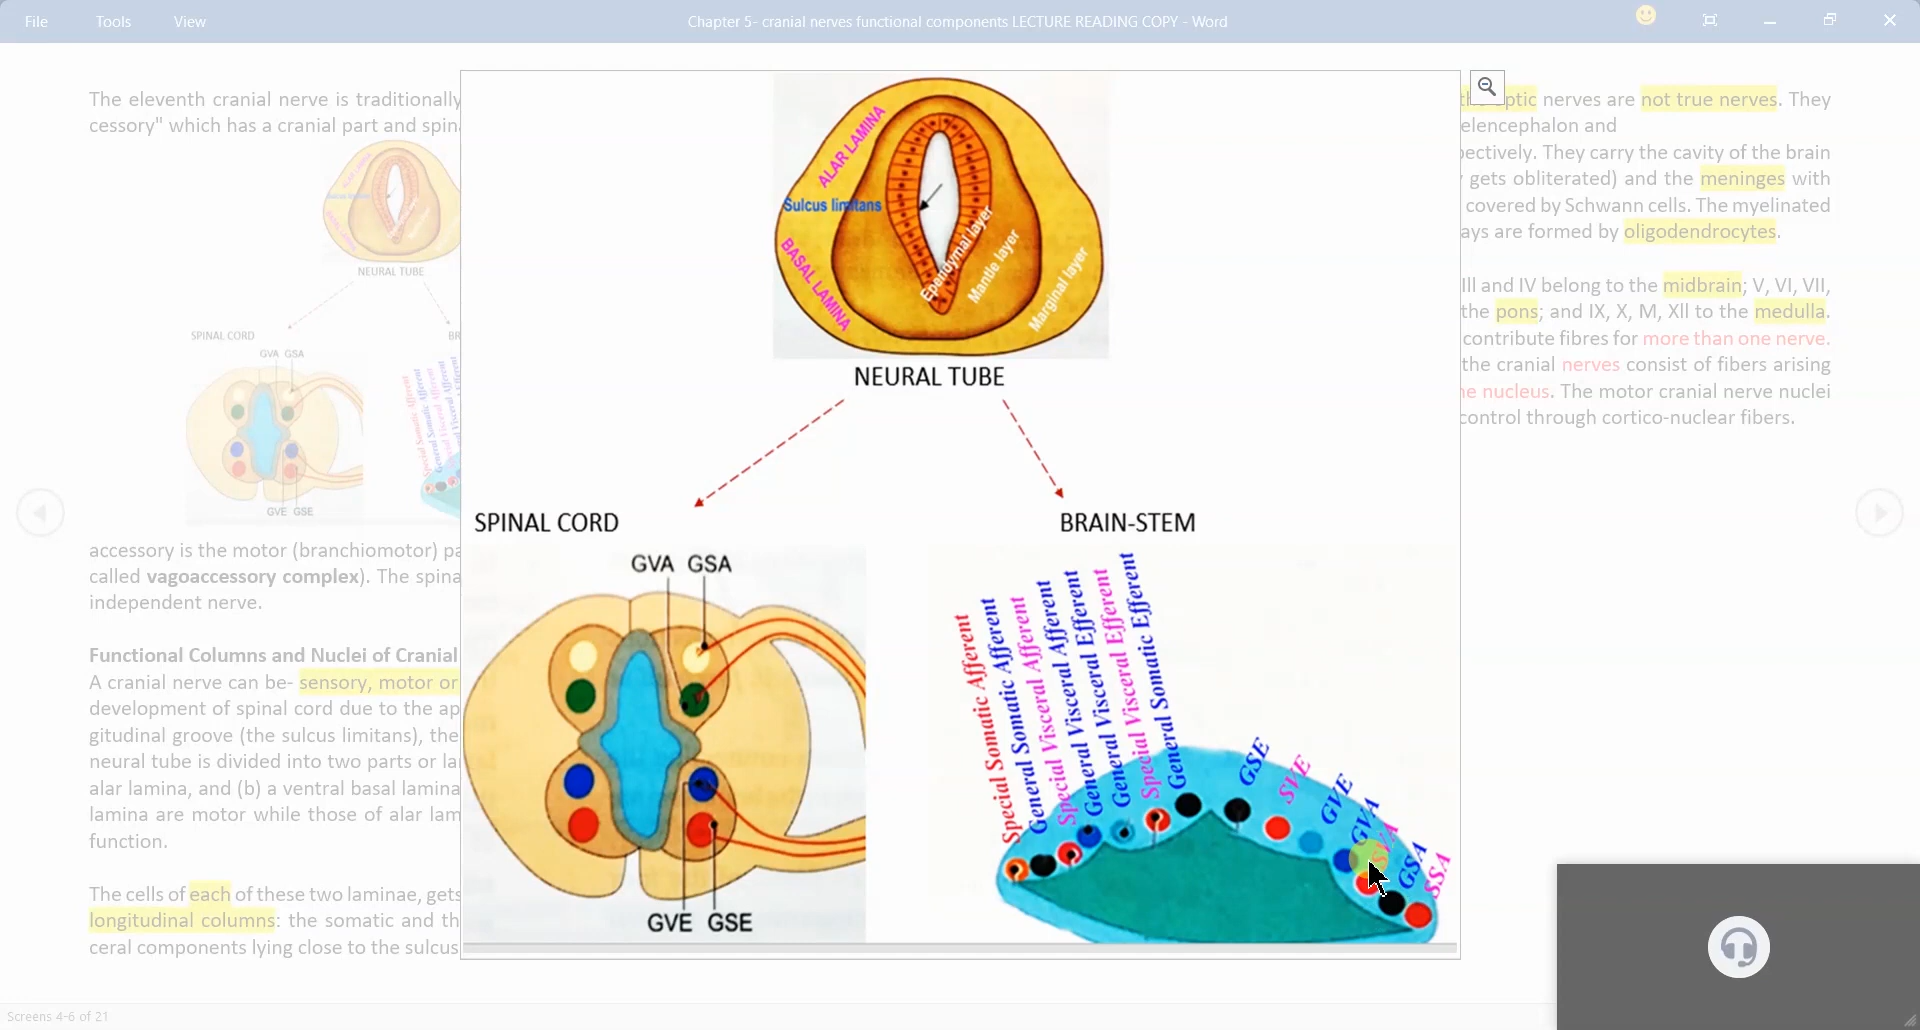 File Tools View Chapter 5- cranial nerves functional components LECTURE READING COPY - Word
The eleventh cranial nerve is traditionally
cessory" which has a cranial part and spin
NEURAL TUBE
SPINAL CORD
GVA GSA
GVE GSE
accessory is the motor (branchiomotor) pa
called vagoaccessory complex). The spina
independent nerve.
Functional Columns and Nuclei of Cranial
A cranial nerve can be- sensory, motor or
development of spinal cord due to the ap
gitudinal groove (the sulcus limitans), the
neural tube is divided into two parts or la
alar lamina, and (b) a ventral basal lamina
lamina are motor while those of alar lam
function.
The cells of each of these two laminae, gets
longitudinal columns: the somatic and th
ceral components lying close to the sulcus
ALAR LAMINA
Sulcus limitans
BASAL LAMINA
Ependymal layer
Mantle layer
Marginal layer
NEURAL TUBE
SPINAL CORD
BRAIN-STEM
GVA GSA
GVE GSE
Special Somatic Afferent
General Somatic Afferent
Special Visceral Afferent
General Visceral Afferent
General Visceral Efferent
Special Visceral Efferent
General Somatic Efferent
GSE
SVE
GVE
GVA
SVA
GSA
SSA
the optic nerves are not true nerves. They
elencephalon and
pectively. They carry the cavity of the brain
gets obliterated) and the meninges with
covered by Schwann cells. The myelinated
ays are formed by oligodendrocytes.
III and IV belong to the midbrain; V, VI, VII,
the pons; and IX, X, M, Xll to the medulla.
contribute fibres for more than one nerve.
the cranial nerves consist of fibers arising
ne nucleus. The motor cranial nerve nuclei
control through cortico-nuclear fibers.
Screens 4-6 of 21